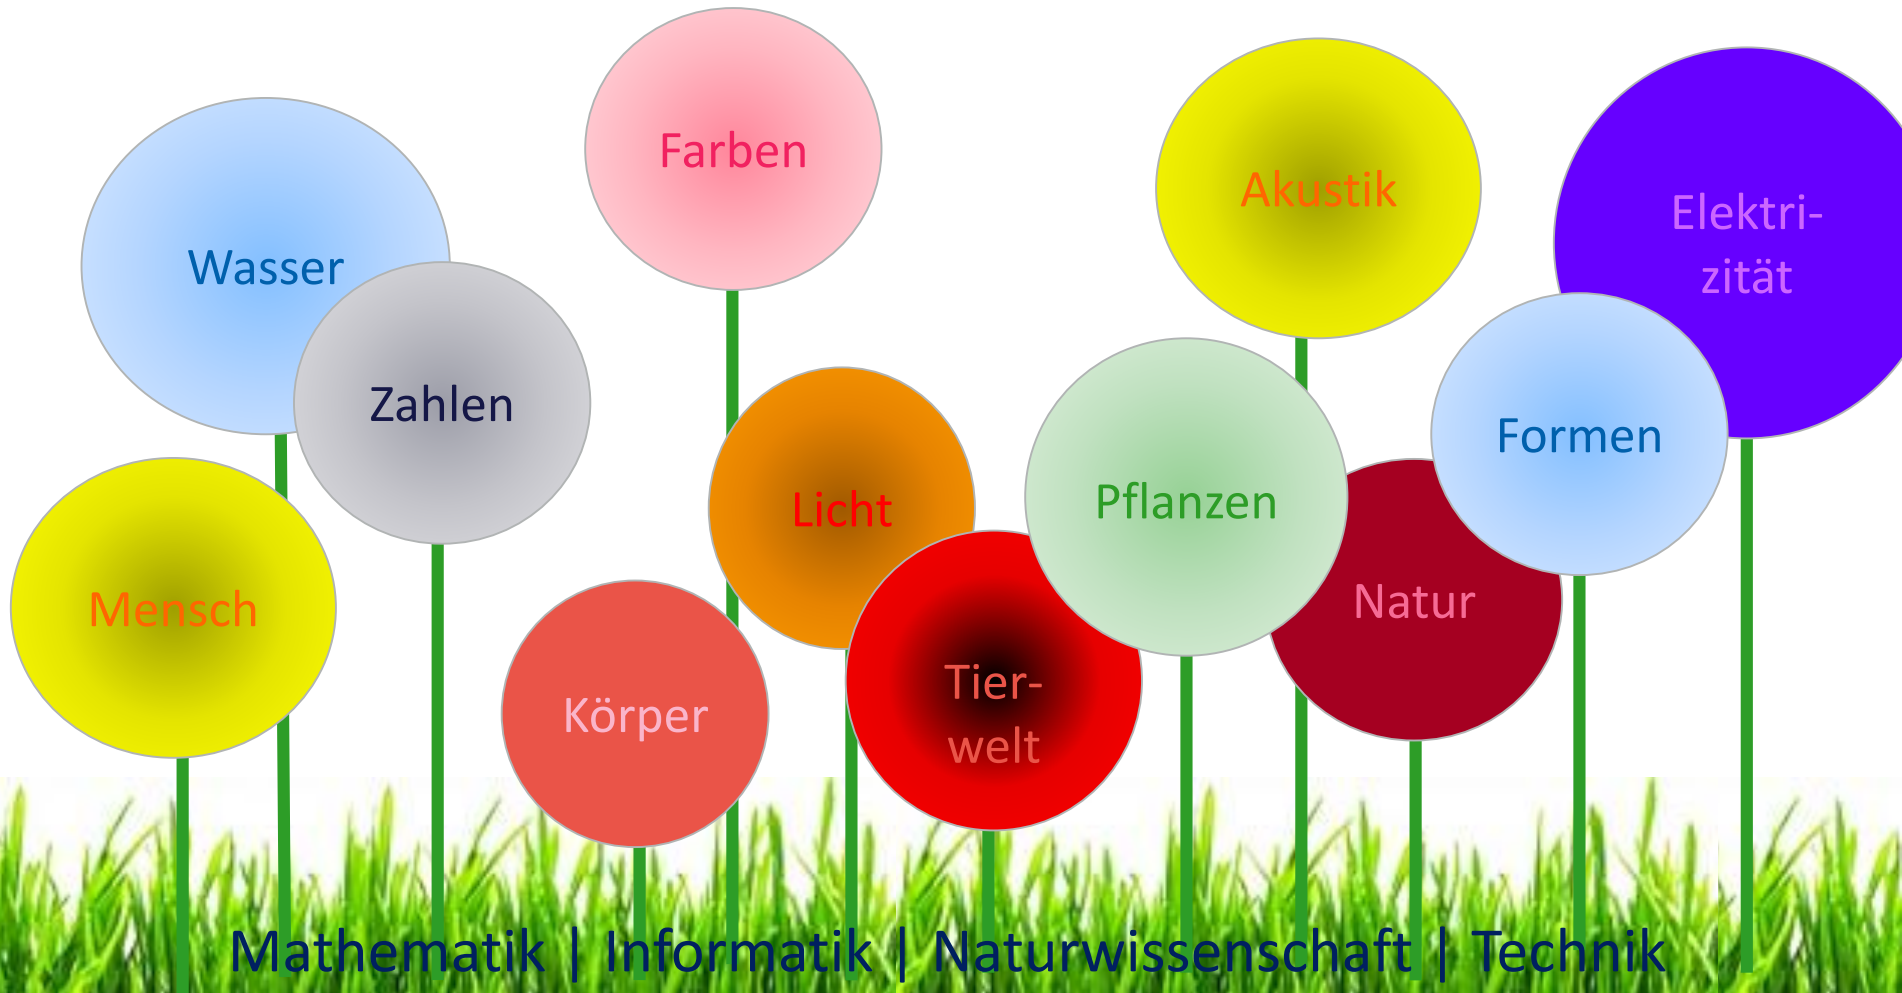 Farben
Akustik
Elektri-
zität
Wasser
Zahlen
Formen
Licht
Pflanzen
Mensch
Natur
Körper
Tier-
welt
Mathematik | Informatik | Naturwissenschaft | Technik